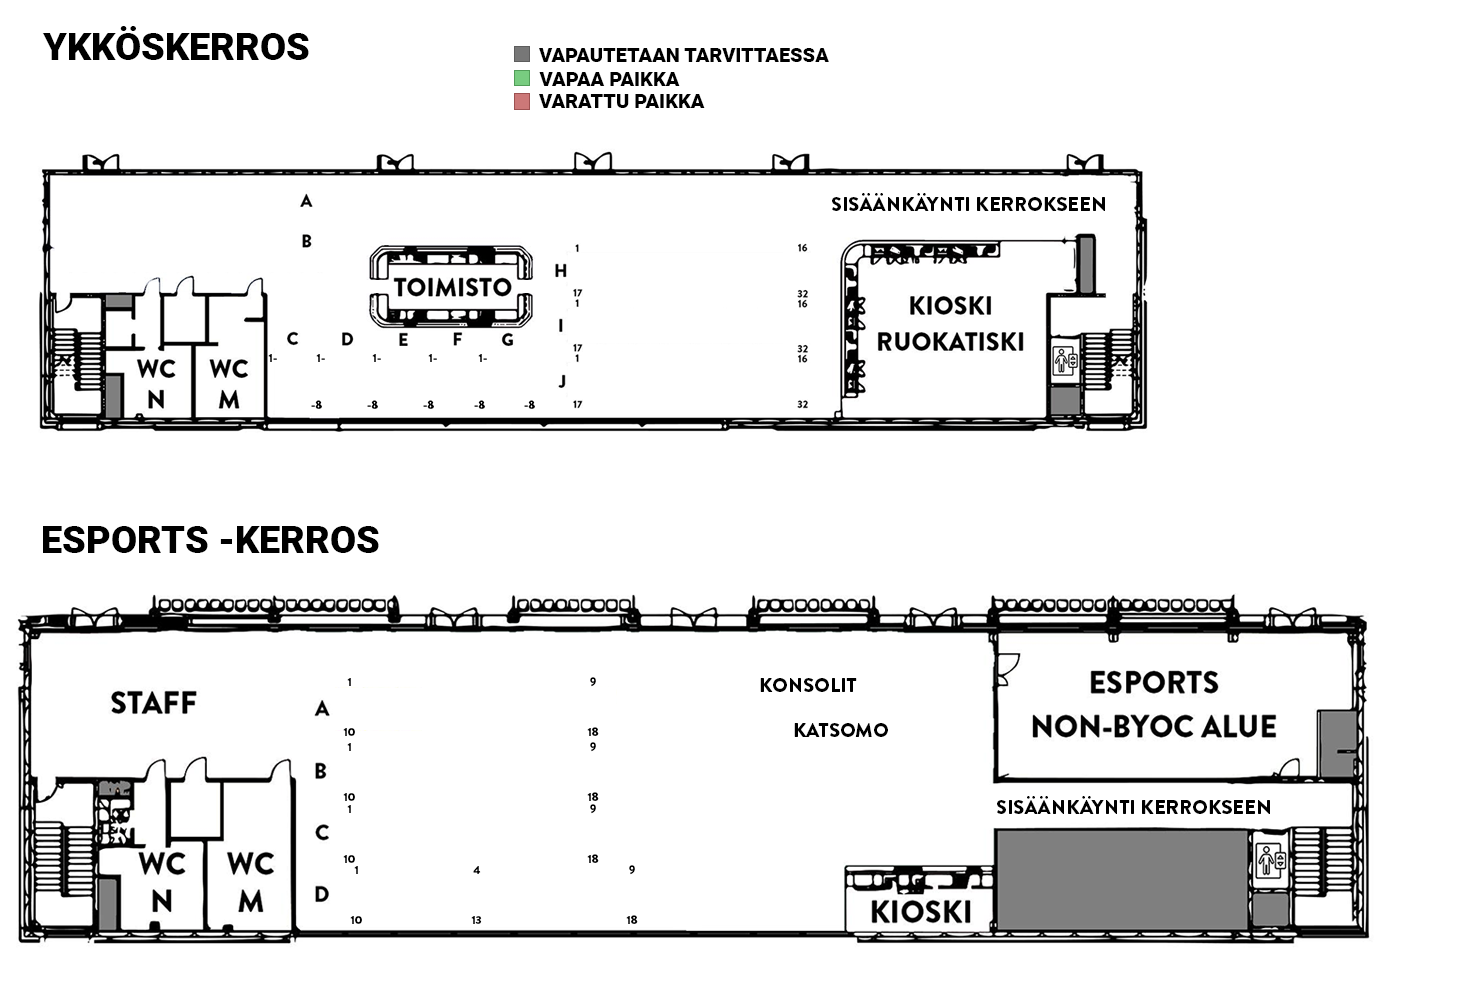 YKKÖSKERROS
VAPAUTETAAN TARVITTAESSA
VAPAA PAIKKA
VARATTU PAIKKA
A
SISÄÄNKÄYNTI KERROKSEEN
B
1 16
H
TOIMISTO
17 32
1 16
KIOSKI
RUOKATISKI
I
C D E F G
17 32
1- 1- 1- 1- 1- 1 16
WC WC
N M
J
-8 -8 -8 -8 -8 17 32
ESPORTS -KERROS
STAFF
1 9
KONSOLIT
ESPORTS
NON-BYOC ALUE
A
KATSOMO
10 18
1 9
B
10 18
1 9
SISÄÄNKÄYNTI KERROKSEEN
C
10 18
1 4 9
WC WC
N M
D
KIOSKI
10 13 18